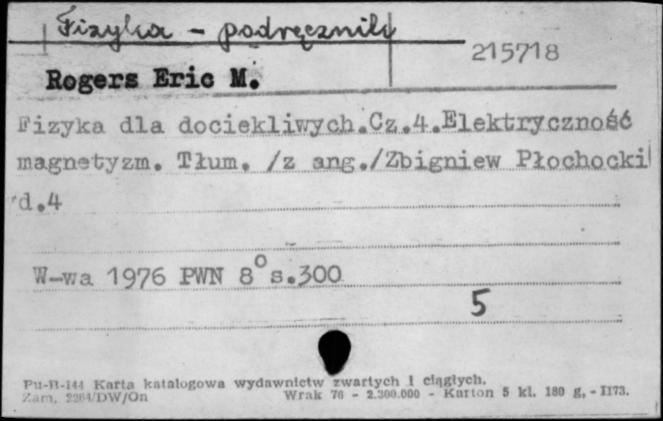 Fizyka - podręczniki
215718
Rogers Eric M.
Fizyka dla dociekliwych.Cz.4.Elektryczność
magnetyzm. Tłum. /z ang./Zbigniew Płochocki
d.4
W-wa 1976 PWN 8° s.300
5
Pu-B-144 Karta katalogowa wydawnictw zwartych i ciągłych.
Zam. /DW/On Wrak 76 - 2.300.000 - Karton 5 kl. 180 g, - I173.